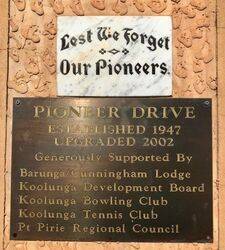 Lest We Forget
Our Pioneers.
PIONEER DRIVE
ESTABLISHED 1947
UPGRADED 2002
Generously Supported By
Barunga/Cunningham Lodge
Koolunga Development Board
Koolunga Bowling Club
Koolunga Tennis Club
Pt Pirie Regional Council